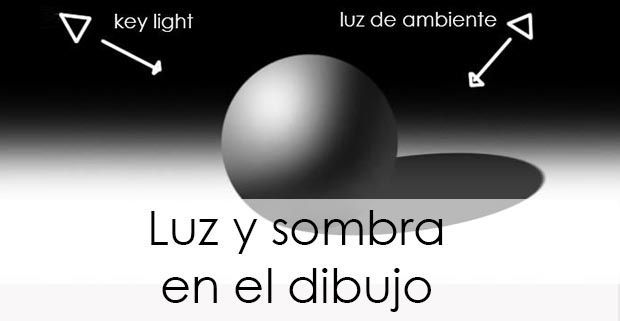 key light
luz de ambiente
Luz y sombra
en el dibujo